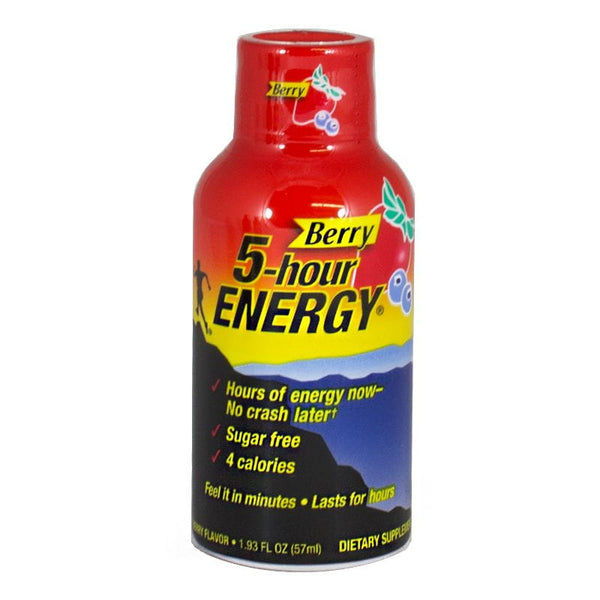 Berry
Berry
5-hour
ENERGY®
✓ Hours of energy now–
No crash later†
✓ Sugar free
✓ 4 calories
Feel it in minutes • Lasts for hours
FLAVOR • 1.93 FL OZ (57ml)
DIETARY